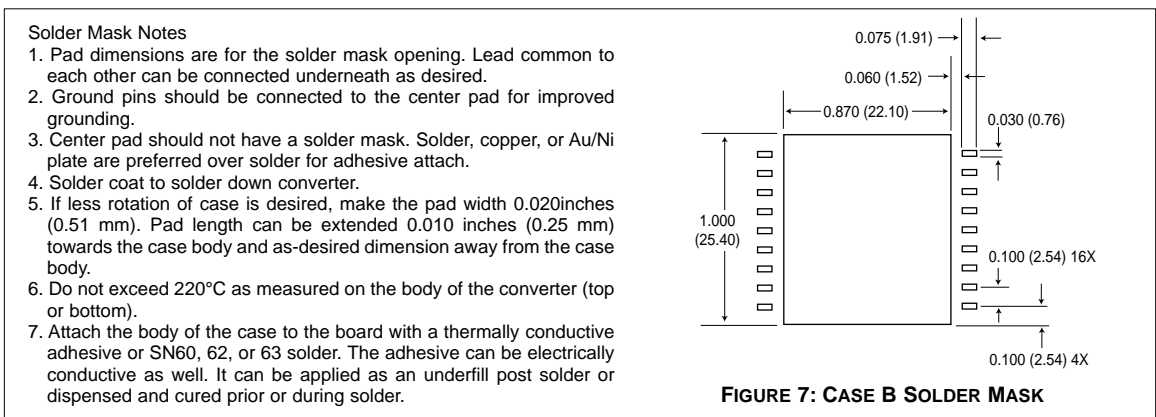 Solder Mask Notes
1. Pad dimensions are for the solder mask opening. Lead common to
each other can be connected underneath as desired.
2. Ground pins should be connected to the center pad for improved
grounding.
3. Center pad should not have a solder mask. Solder, copper, or Au/Ni
plate are preferred over solder for adhesive attach.
4. Solder coat to solder down converter.
5. If less rotation of case is desired, make the pad width 0.020inches
(0.51 mm). Pad length can be extended 0.010 inches (0.25 mm)
towards the case body and as-desired dimension away from the case
body.
6. Do not exceed 220°C as measured on the body of the converter (top
or bottom).
7. Attach the body of the case to the board with a thermally conductive
adhesive or SN60, 62, or 63 solder. The adhesive can be electrically
conductive as well. It can be applied as an underfill post solder or
dispensed and cured prior or during solder.
0.075 (1.91)
0.060 (1.52)
0.870 (22.10)
0.030 (0.76)
1.000
(25.40)
0.100 (2.54) 16X
0.100 (2.54) 4X
FIGURE 7: CASE B SOLDER MASK